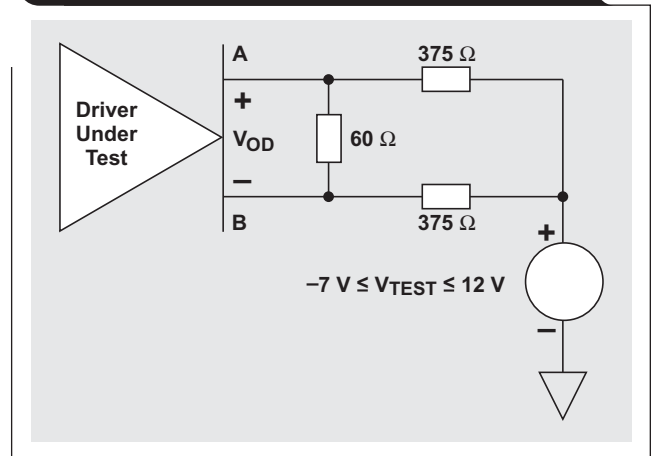 A
375 Ω
Driver
Under
Test
+
VOD
−
60 Ω
B
375 Ω
+
−7 V ≤ VTEST ≤ 12 V
−